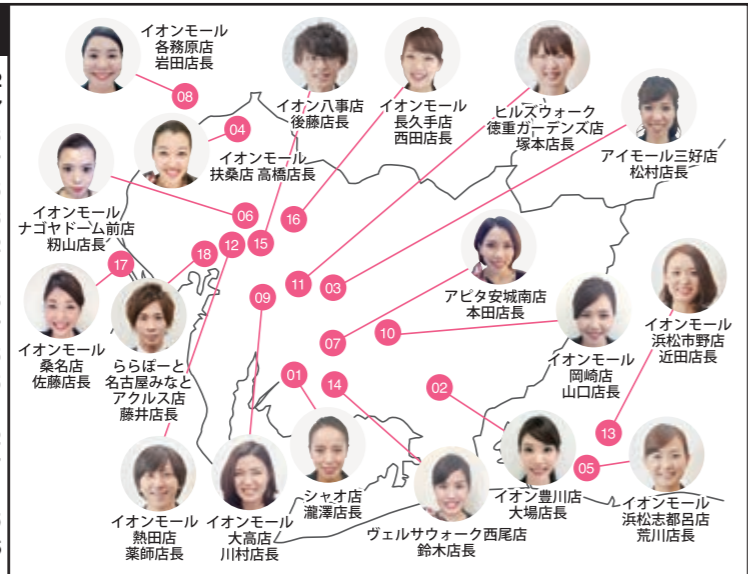 イオンモール
各務原店
岩田店長
08
イオン八事店
後藤店長
イオンモール
長久手店
西田店長
ヒルズウォーク
徳重ガーデンズ店
塚本店長
アイモール三好店
松村店長
04
イオンモール
扶桑店 高橋店長
イオンモール
ナゴヤドーム前店
籾山店長
06
12
15
16
18
17
09
11
03
アピタ安城南店
本田店長
イオンモール
桑名店
佐藤店長
ららぽーと
名古屋みなと
アクルス店
藤井店長
07
10
イオンモール
岡崎店
山口店長
イオンモール
浜松市野店
近田店長
01
14
02
13
05
イオンモール
熱田店
薬師店長
イオンモール
大高店
川村店長
シャオ店
瀧澤店長
ヴェルサウォーク西尾店
鈴木店長
イオン豊川店
大場店長
イオンモール
浜松志都呂店
荒川店長